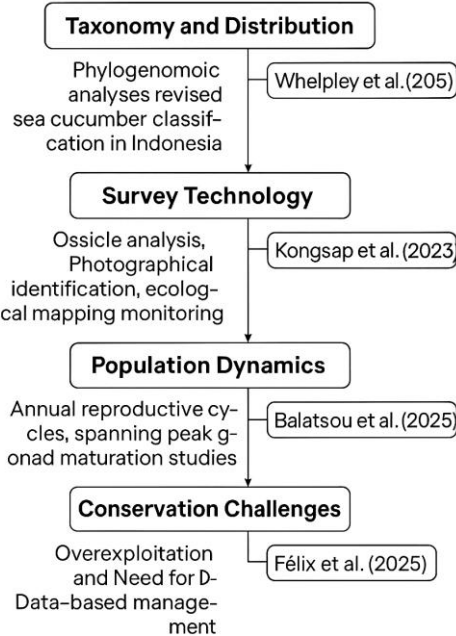 Taxonomy and Distribution
Phylogenomoic
analyses revised
sea cucumber classif-
cation in Indonesia
Whelpley et al.(205)
Survey Technology
Ossicle analysis,
Photographical
identification, ecolog-
cal mapping monitoring
Kongsap et al.(2023)
Population Dynamics
Annual reproductive cy-
cles, spanning peak g-
onad maturation studies
Balatsou et al.(2025)
Conservation Challenges
Overexploitation
and Need for D-
Data-based manage-
ment
Félix et al.(2025)